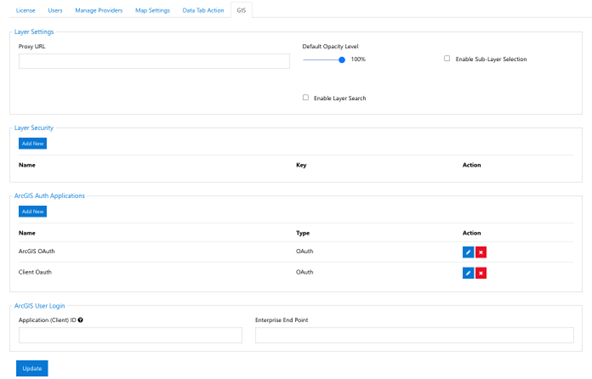 License Users Manage Providers Map Settings Data Tab Action GIS
Layer Settings
Proxy URL Default Opacity Level
100% Enable Sub-Layer Selection
Enable Layer Search
Layer Security
Add New
Name Key Action
ArcGIS Auth Applications
Add New
Name Type Action
ArcGIS OAuth OAuth
Client Oauth OAuth
ArcGIS User Login
Application (Client) ID Enterprise End Point
Update